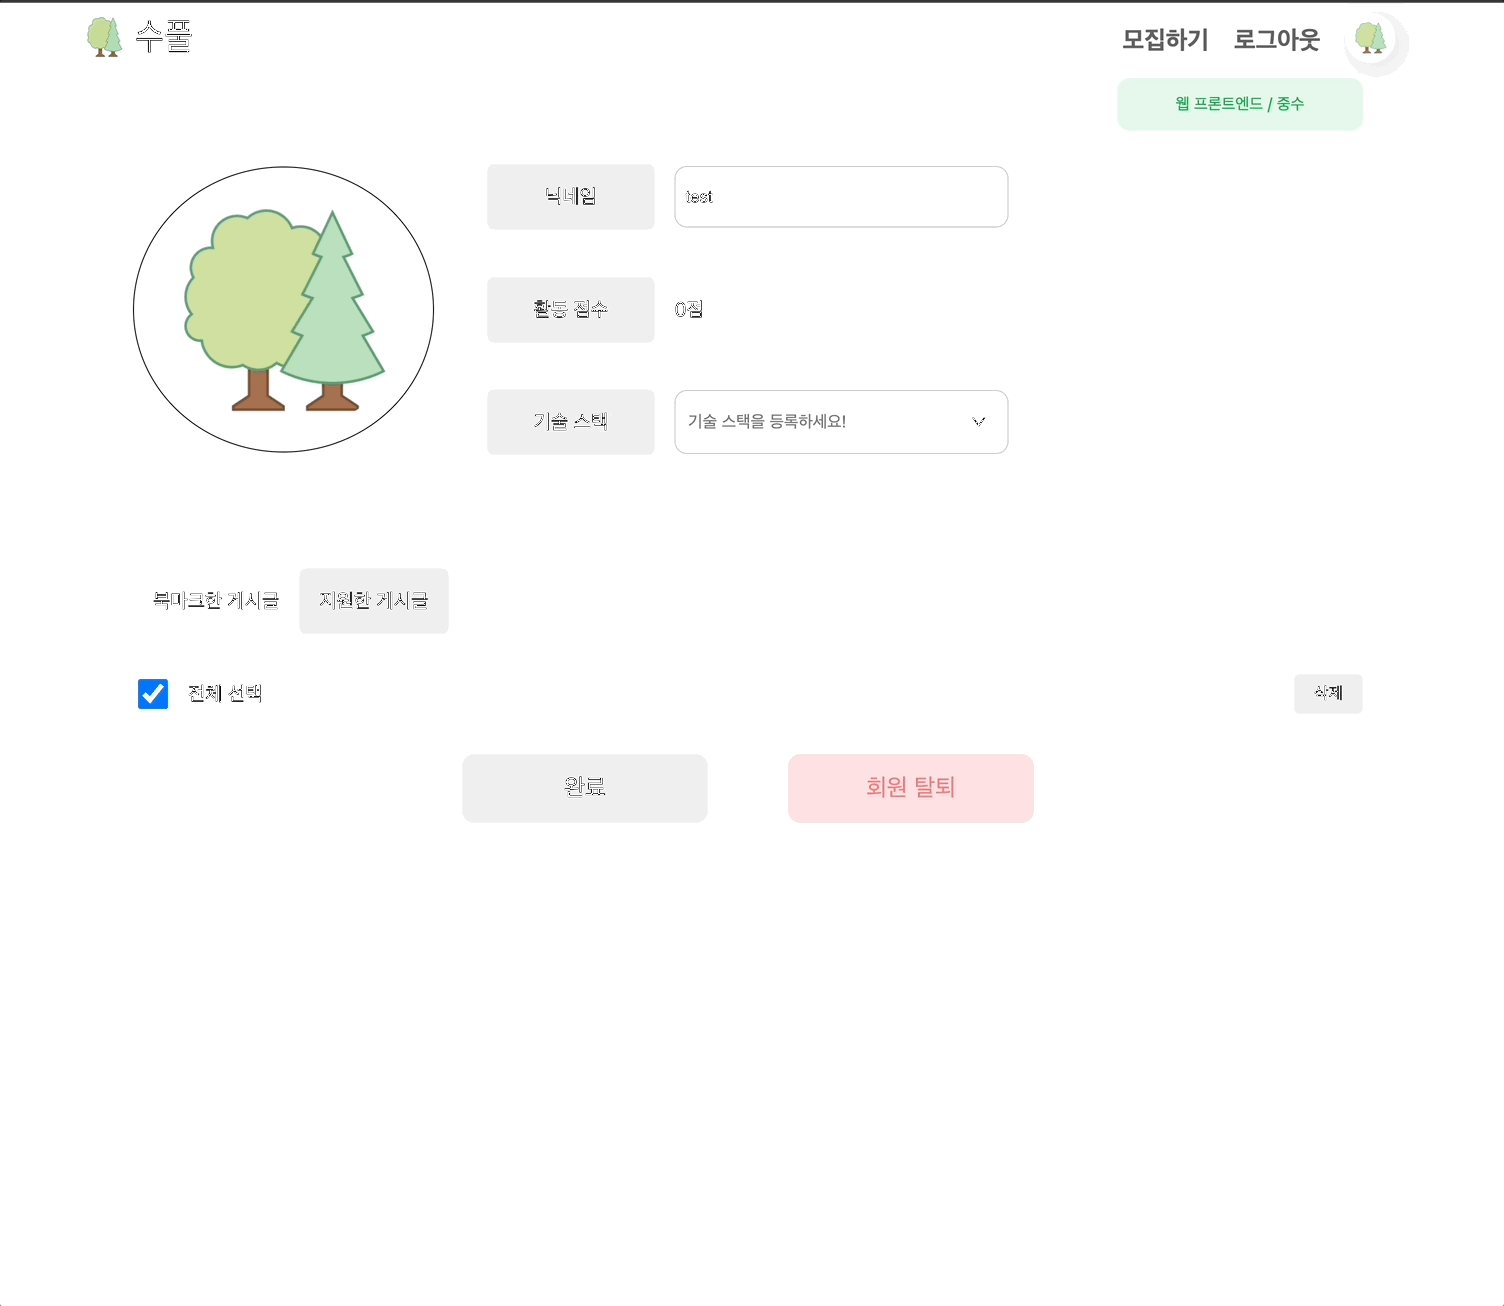 수풀
모집하기 로그아웃
웹 프론트엔드 / 중수
닉네임 test
활동 점수 0점
기술 스택 기술 스택을 등록하세요!
북마크한 게시글 지원한 게시글
전체 선택 삭제
완료 회원 탈퇴